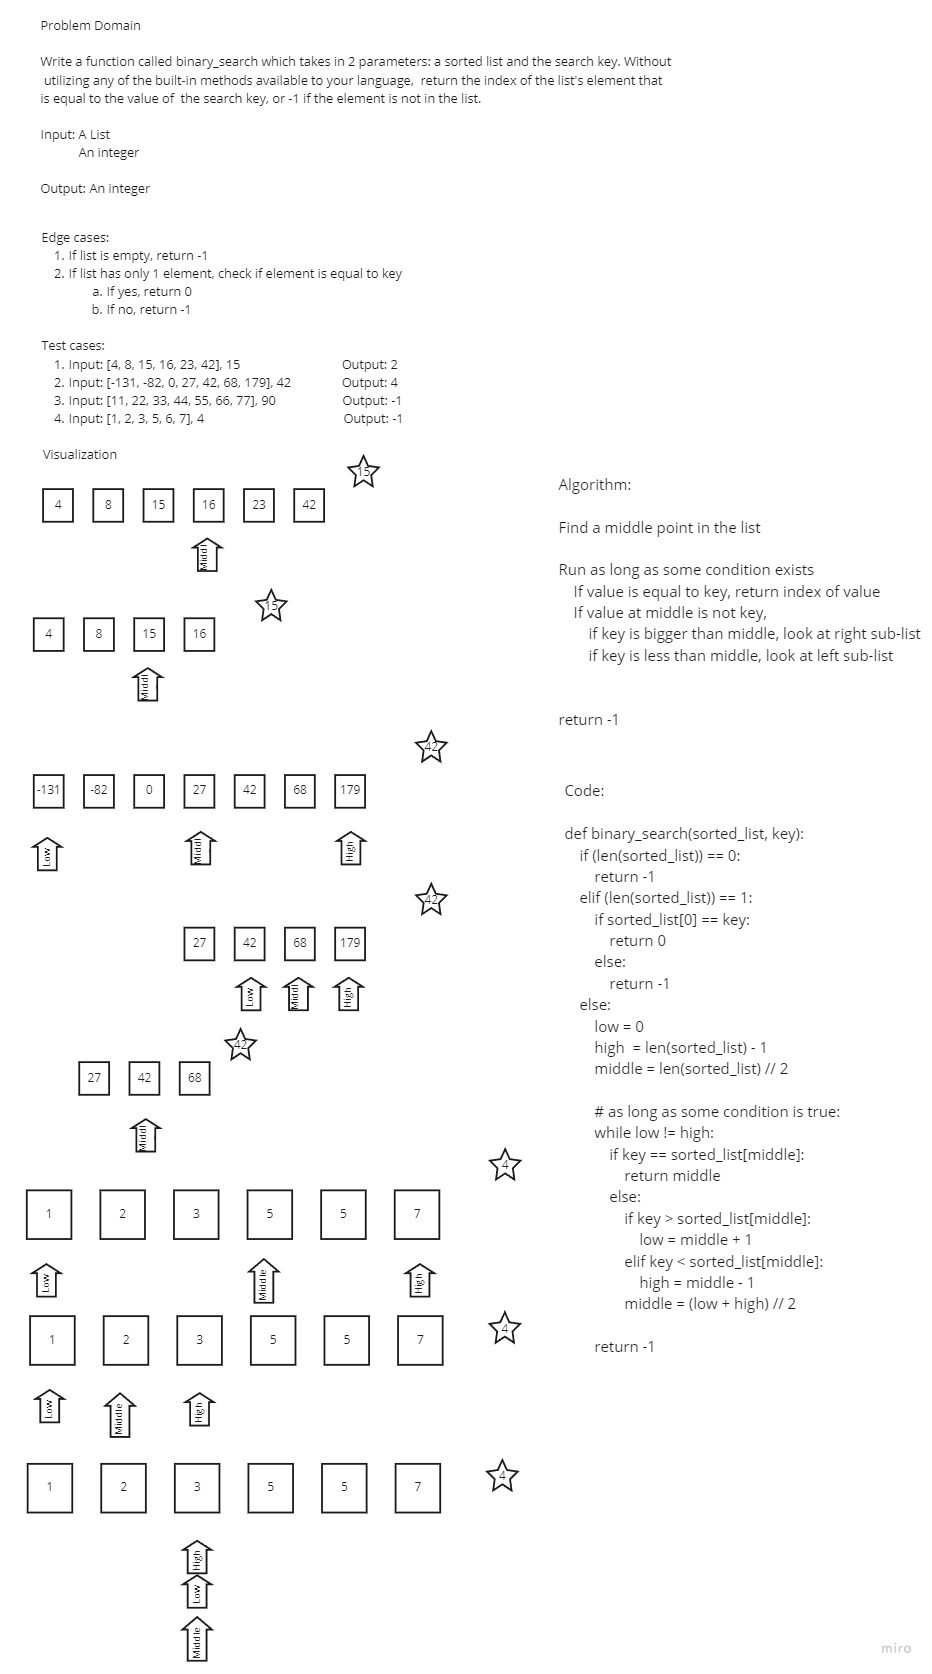 Problem Domain
Write a function called binary_search which takes in 2 parameters: a sorted list and the search key. Without
utilizing any of the built-in methods available to your language, return the index of the list's element that
is equal to the value of the search key, or -1 if the element is not in the list.
Input: A List
An integer
Output: An integer
Edge cases:
1. If list is empty, return -1
2. If list has only 1 element, check if element is equal to key
a. If yes, return 0
b. If no, return -1
Test cases:
1. Input: [4, 8, 15, 16, 23, 42], 15 Output: 2
2. Input: [-131, -82, 0, 27, 42, 68, 179], 42 Output: 4
3. Input: [11, 22, 33, 44, 55, 66, 77], 90 Output: -1
4. Input: [1, 2, 3, 5, 6, 7], 4 Output: -1
Visualization
15
4 8 15 16 23 42
Middl
15
4 8 15 16
Middl
42
-131 -82 0 27 42 68 179
Low Middl High
42
27 42 68 179
Low Middl High
42
27 42 68
Middl
4
1 2 3 5 5 7
Low Middle High
4
1 2 3 5 5 7
Low Middle High
4
1 2 3 5 5 7
High
Low
Middle
Algorithm:
Find a middle point in the list
Run as long as some condition exists
If value is equal to key, return index of value
If value at middle is not key,
if key is bigger than middle, look at right sub-list
if key is less than middle, look at left sub-list
return -1
Code:
def binary_search(sorted_list, key):
if (len(sorted_list)) == 0:
return -1
elif (len(sorted_list)) == 1:
if sorted_list[0] == key:
return 0
else:
return -1
else:
low = 0
high = len(sorted_list) - 1
middle = len(sorted_list) // 2
# as long as some condition is true:
while low != high:
if key == sorted_list[middle]:
return middle
else:
if key > sorted_list[middle]:
low = middle + 1
elif key < sorted_list[middle]:
high = middle - 1
middle = (low + high) // 2
return -1
miro